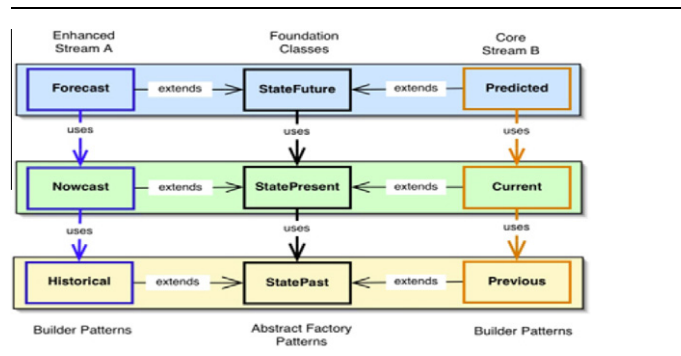 Enhanced
Stream A
Foundation
Classes
Core
Stream B
Forecast
extends
StateFuture
extends
Predicted
uses
uses
uses
Nowcast
extends
StatePresent
extends
Current
uses
uses
uses
Historical
extends
StatePast
extends
Previous
Builder Patterns
Abstract Factory
Patterns
Builder Patterns